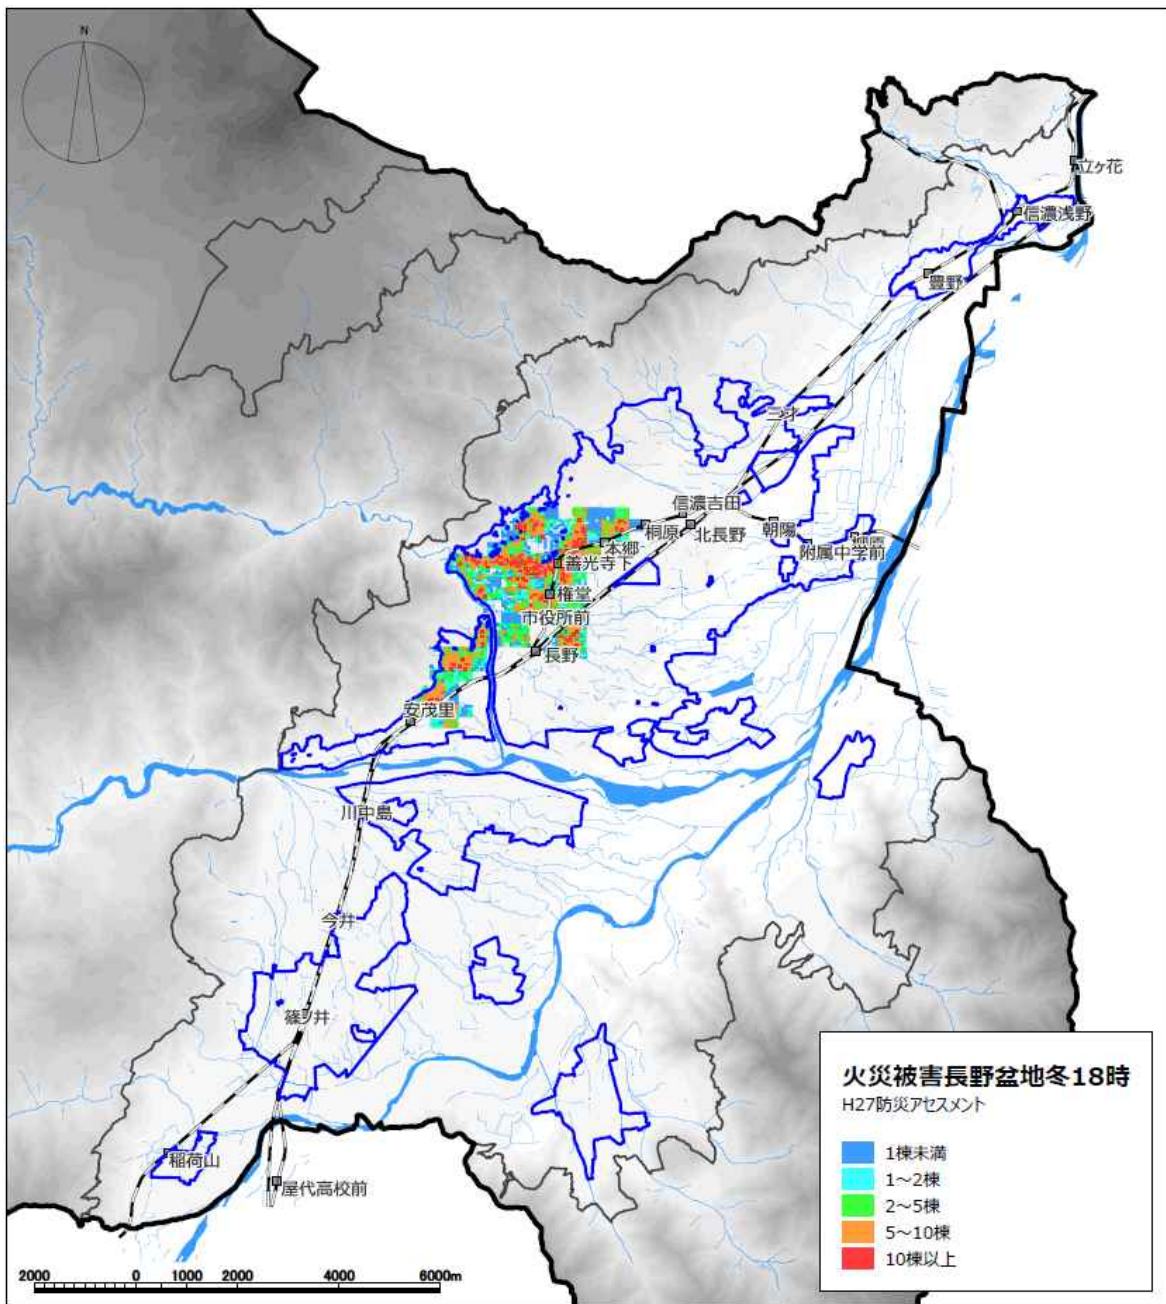 N
立ヶ花
信濃浅野
豊野
三才
信濃吉田
朝陽
桐原
北長野
附属中学前
本郷
善光寺下
権堂
市役所前
長野
安茂里
川中島
今井
篠ノ井
稲荷山
屋代高校前
火災被害長野盆地冬18時
H27防災アセスメント
1棟未満
1～2棟
2～5棟
5～10棟
10棟以上
2000 0 1000 2000 4000 6000m